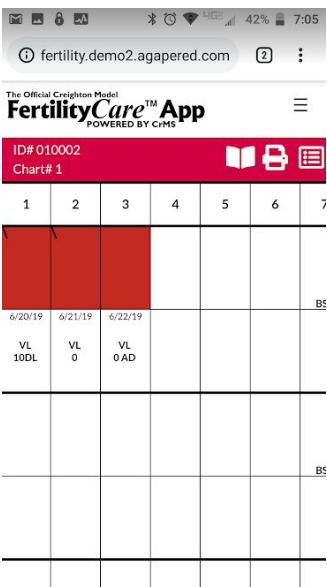 4GE 42% 7:05
fertility.demo2.agapered.com 2
The Official Creighton Model
FertilityCare™ App
POWERED BY CrMS
ID# 010002
Chart# 1
1 2 3 4 5 6 7
BS
6/20/19 6/21/19 6/22/19
VL VL VL
10DL 0 0 AD
BS